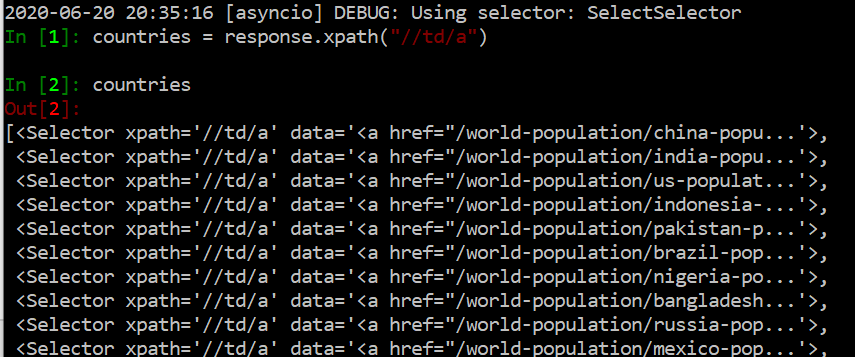 2020-06-20 20:35:16 [asyncio] DEBUG: Using selector: SelectSelector
In [1]: countries = response.xpath("//td/a")
In [2]: countries
Out[2]:
[<Selector xpath='//td/a' data='<a href="/world-population/china-popu...'>,
<Selector xpath='//td/a' data='<a href="/world-population/india-popu...'>,
<Selector xpath='//td/a' data='<a href="/world-population/us-populat...'>,
<Selector xpath='//td/a' data='<a href="/world-population/indonesia-...'>,
<Selector xpath='//td/a' data='<a href="/world-population/pakistan-p...'>,
<Selector xpath='//td/a' data='<a href="/world-population/brazil-pop...'>,
<Selector xpath='//td/a' data='<a href="/world-population/nigeria-po...'>,
<Selector xpath='//td/a' data='<a href="/world-population/bangladesh...'>,
<Selector xpath='//td/a' data='<a href="/world-population/russia-pop...'>,
<Selector xpath='//td/a' data='<a href="/world-population/mexico-pop...'>,